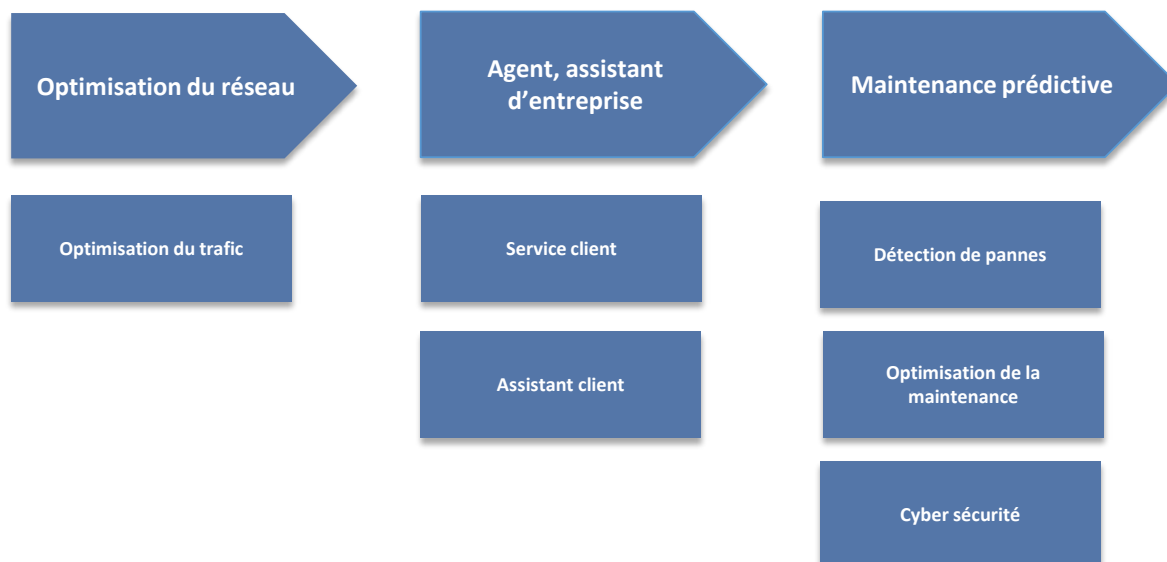 Optimisation du réseau
Agent, assistant
d’entreprise
Maintenance prédictive
Optimisation du trafic
Service client
Détection de pannes
Assistant client
Optimisation de la
maintenance
Cyber sécurité